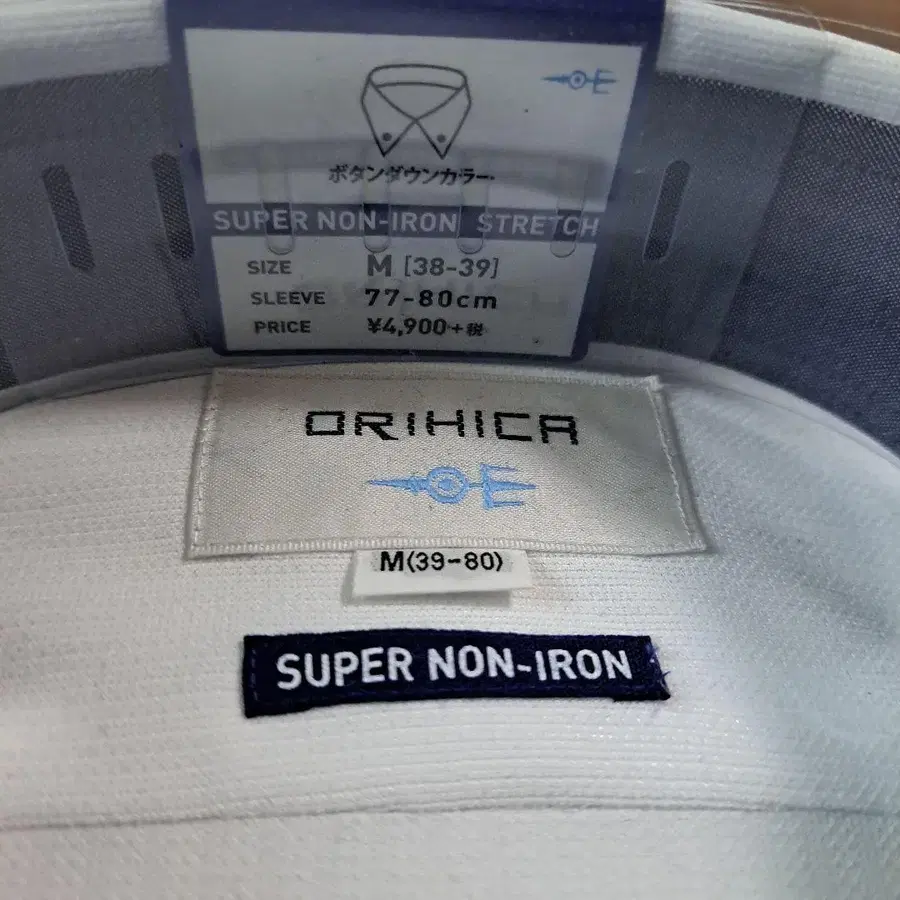 ボタンダウンカラー
SUPER NON-IRON STRETCH
SIZE M [38-39]
SLEEVE 77-80cm
PRICE ¥4,900+税
ORIHICA
M(39-80)
SUPER NON-IRON